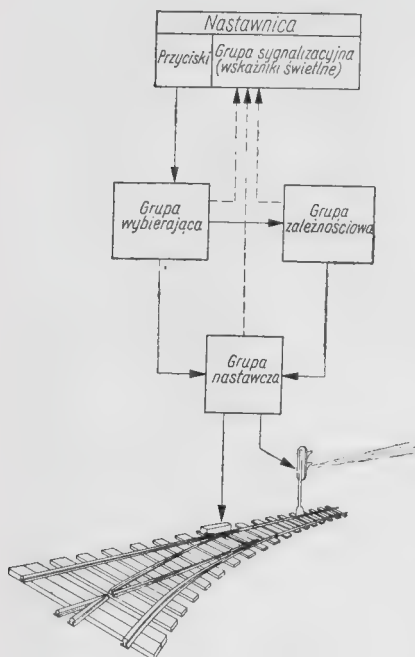 Nastawnica
Przyciski
Grupa sygnalizacyjna
(wskaźniki świetlne)
Grupa
wybierająca
Grupa
zależnościowa
Grupa
nastawcza